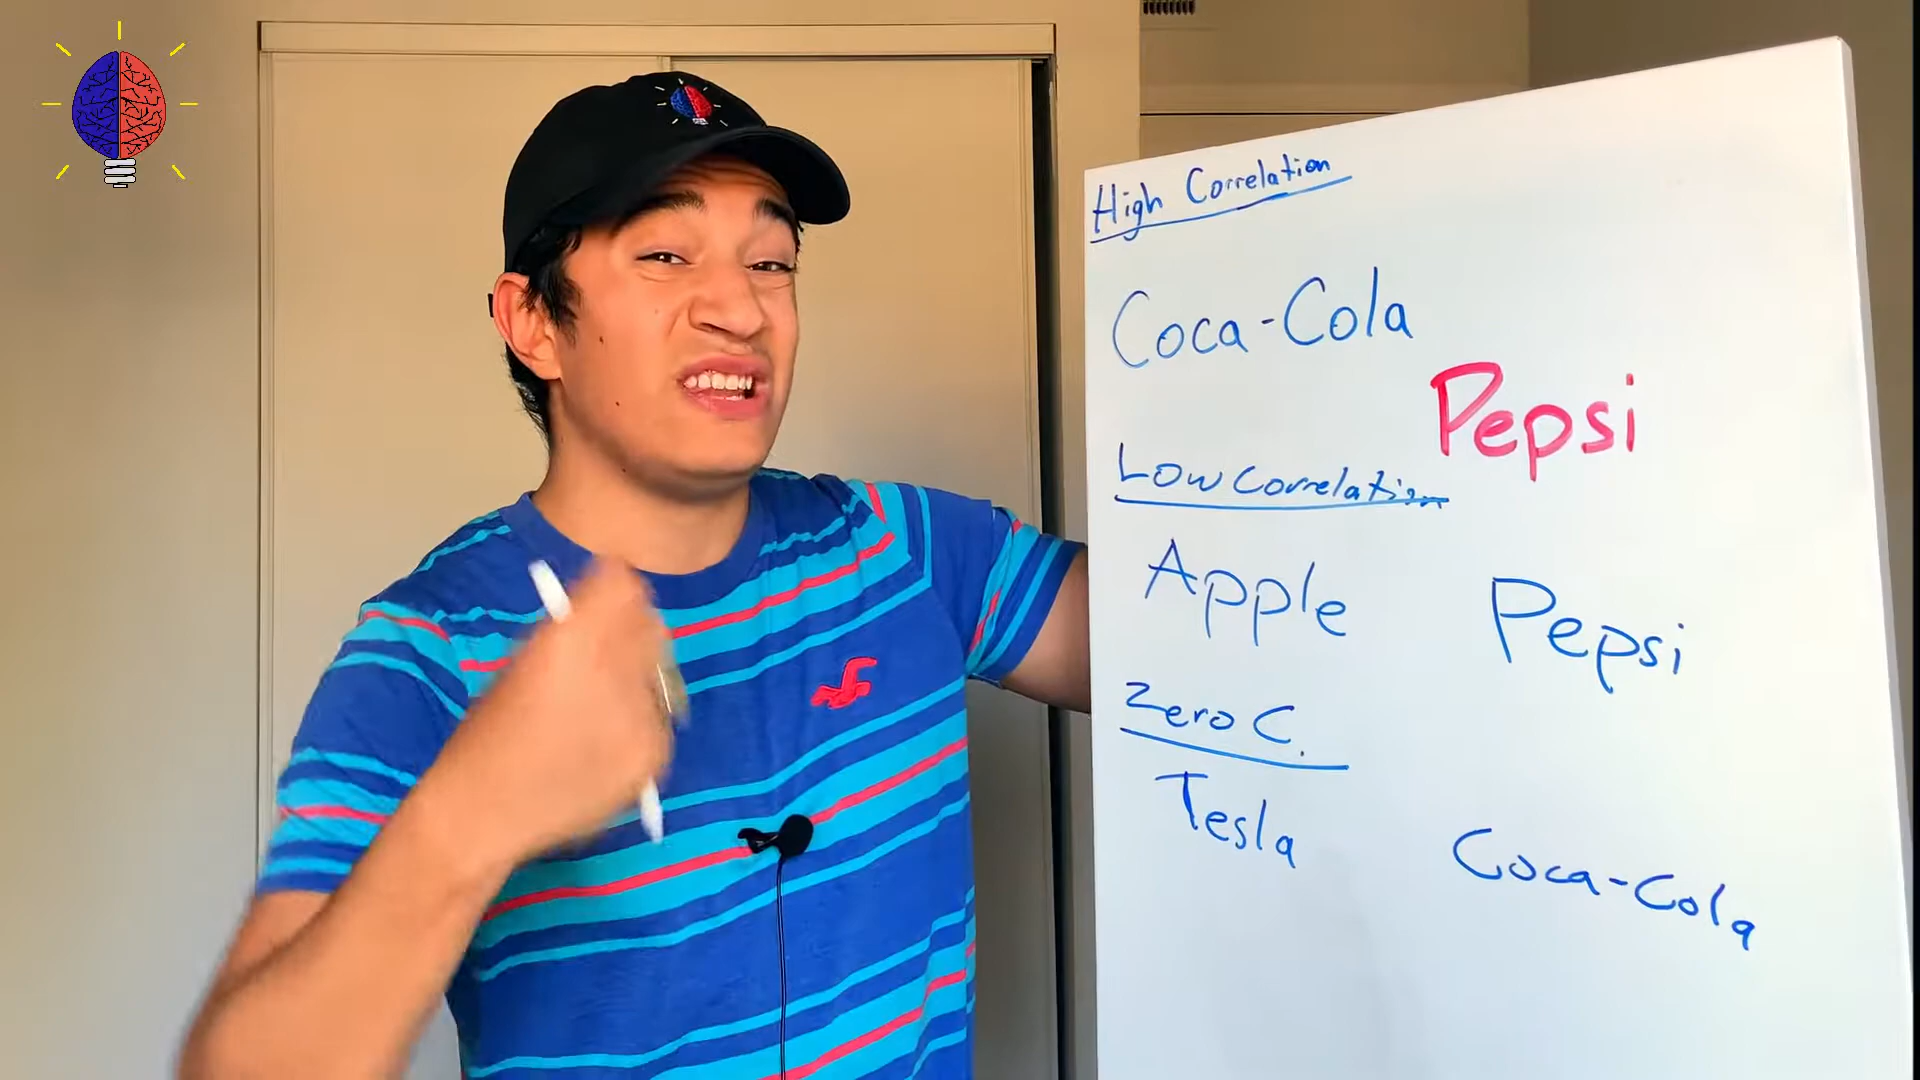 High Correlation
Coca-Cola
Pepsi
Low Correlation
Apple Pepsi
Zero C.
Tesla Coca-Cola